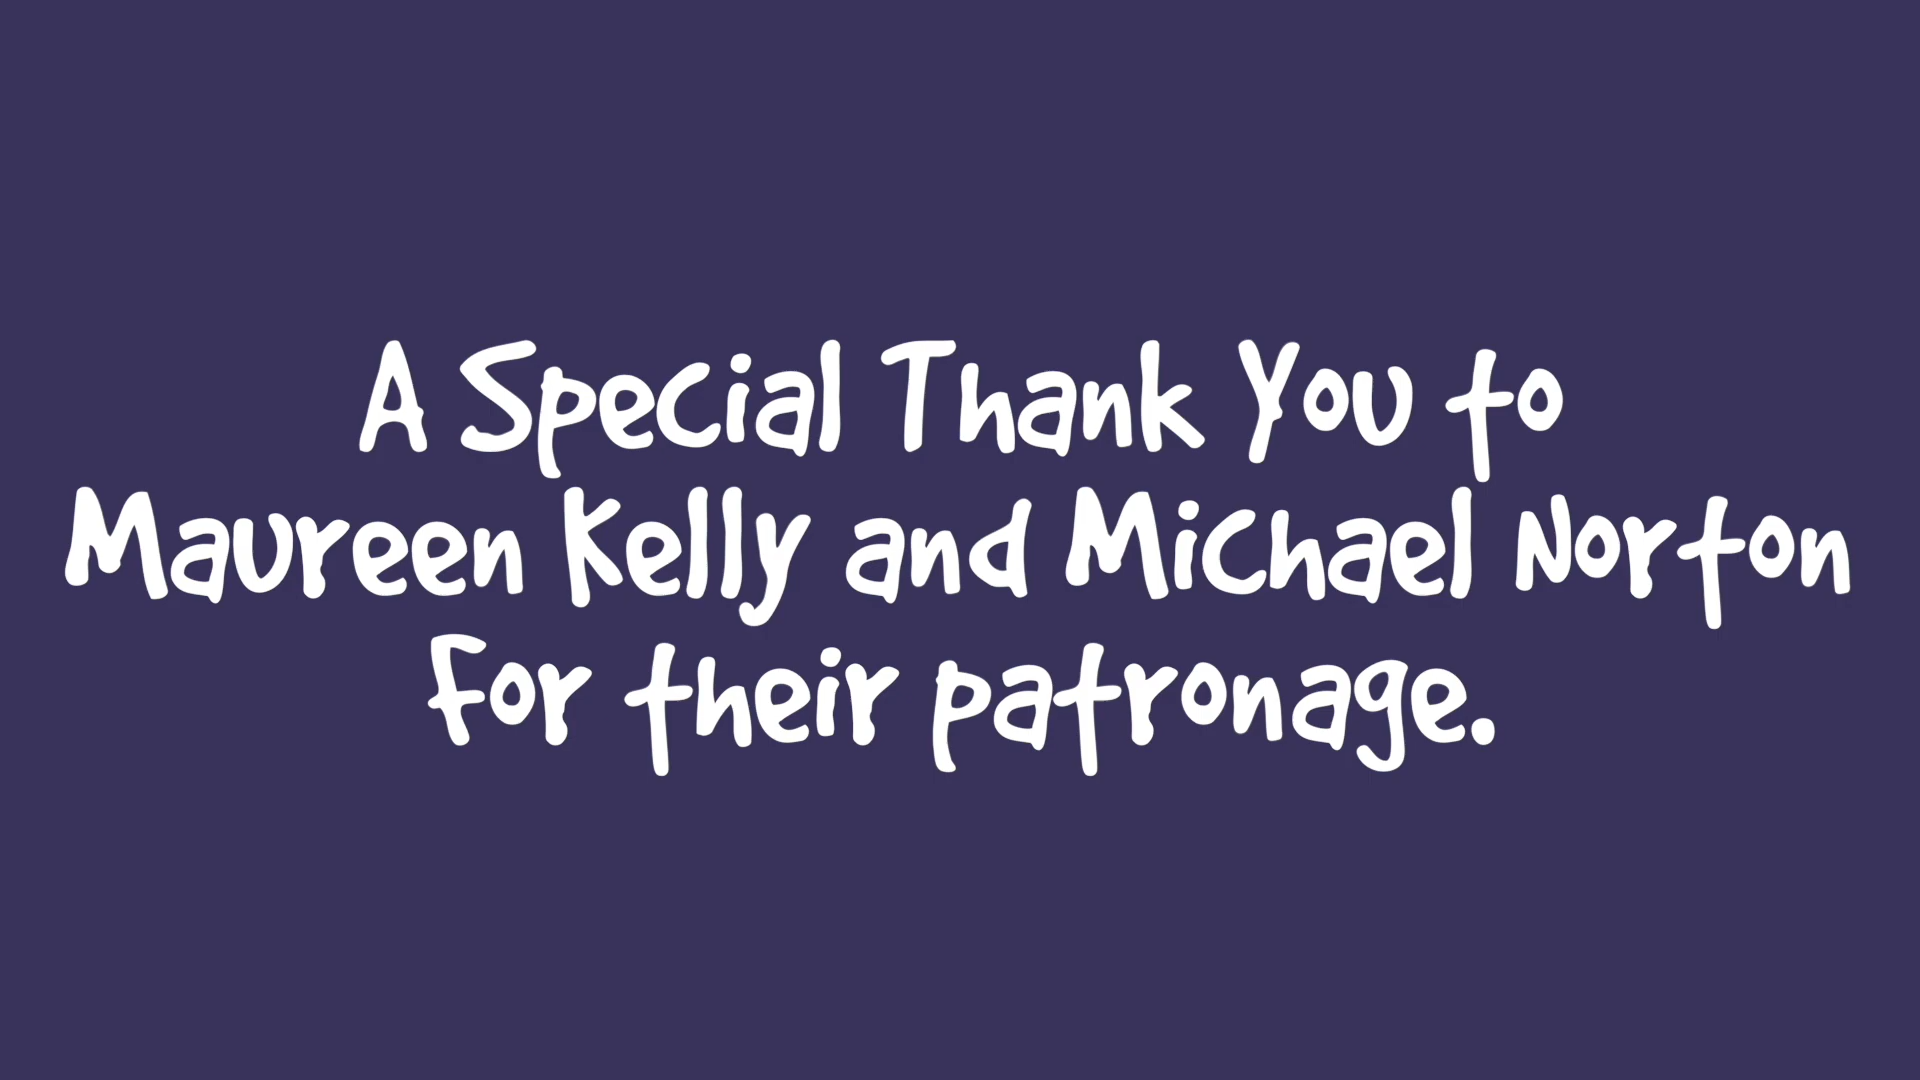 A Special Thank You to
Maureen Kelly and Michael Norton
For their patronage.